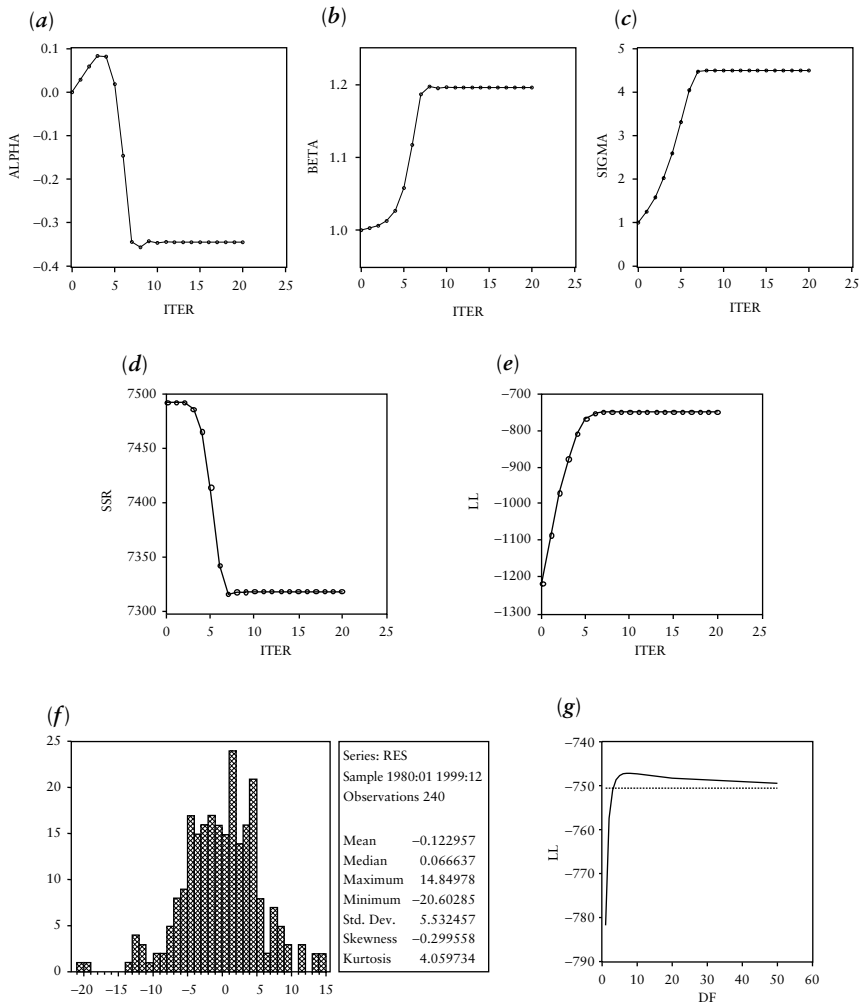 (a)
0.1
0.0
−0.1
−0.2
−0.3
−0.4
ALPHA
0 5 10 15 20 25
ITER
(b)
1.2
1.1
1.0
BETA
0 5 10 15 20 25
ITER
(c)
5
4
3
2
1
0
SIGMA
0 5 10 15 20 25
ITER
(d)
7500
7450
7400
7350
7300
SSR
0 5 10 15 20 25
ITER
(e)
−700
−800
−900
−1000
−1100
−1200
−1300
LL
0 5 10 15 20 25
ITER
(f)
25
20
15
10
5
0
−20 −15 −10 −5 0 5 10 15
Series: RES
Sample 1980:01 1999:12
Observations 240
Mean −0.122957
Median 0.066637
Maximum 14.84978
Minimum −20.60285
Std. Dev. 5.532457
Skewness −0.299558
Kurtosis 4.059734
(g)
−740
−750
−760
−770
−780
−790
LL
0 10 20 30 40 50 60
DF